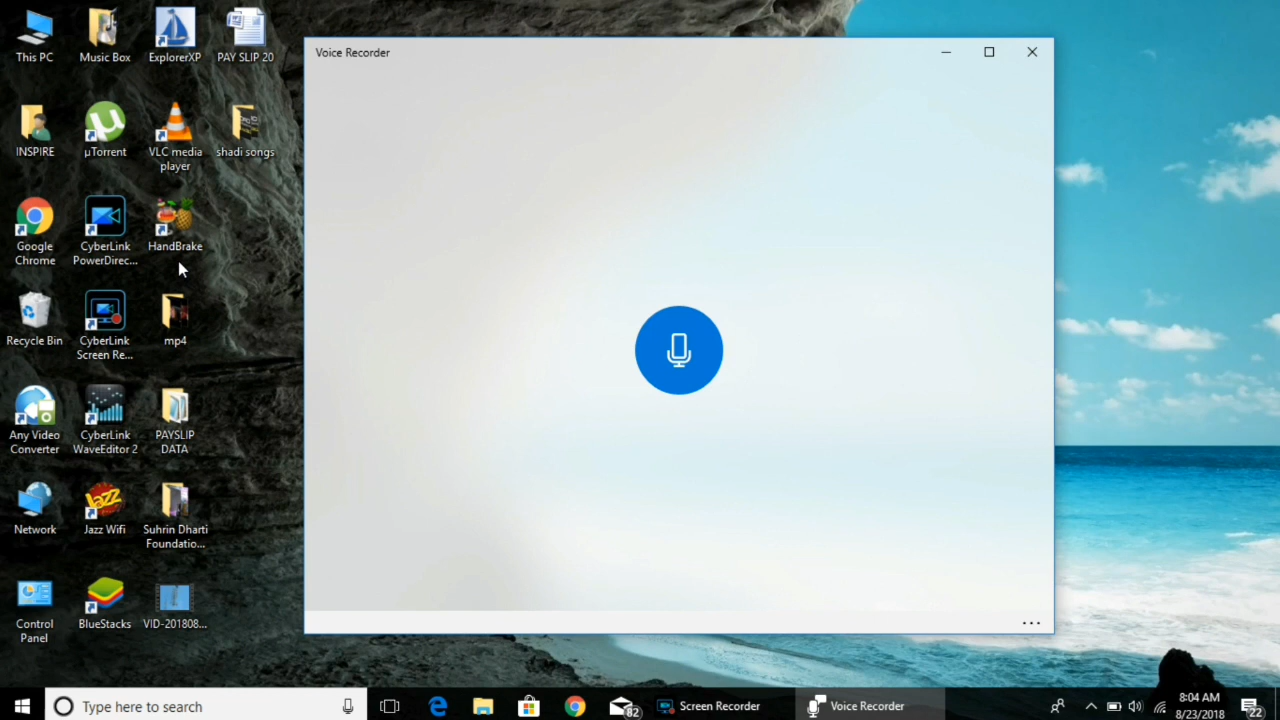 This PC
Music Box
ExplorerXP
PAY SLIP 20
INSPIRE
µTorrent
VLC media
player
shadi songs
Google
Chrome
CyberLink
PowerDirec...
HandBrake
Recycle Bin
CyberLink
Screen Re...
mp4
Any Video
Converter
CyberLink
WaveEditor 2
PAYSLIP
DATA
Network
Jazz
Jazz Wifi
Suhrin Dharti
Foundatio...
Control
Panel
BlueStacks
VID-201808...
Voice Recorder
Type here to search
82
Screen Recorder
Voice Recorder
8:04 AM
8/23/2018
22